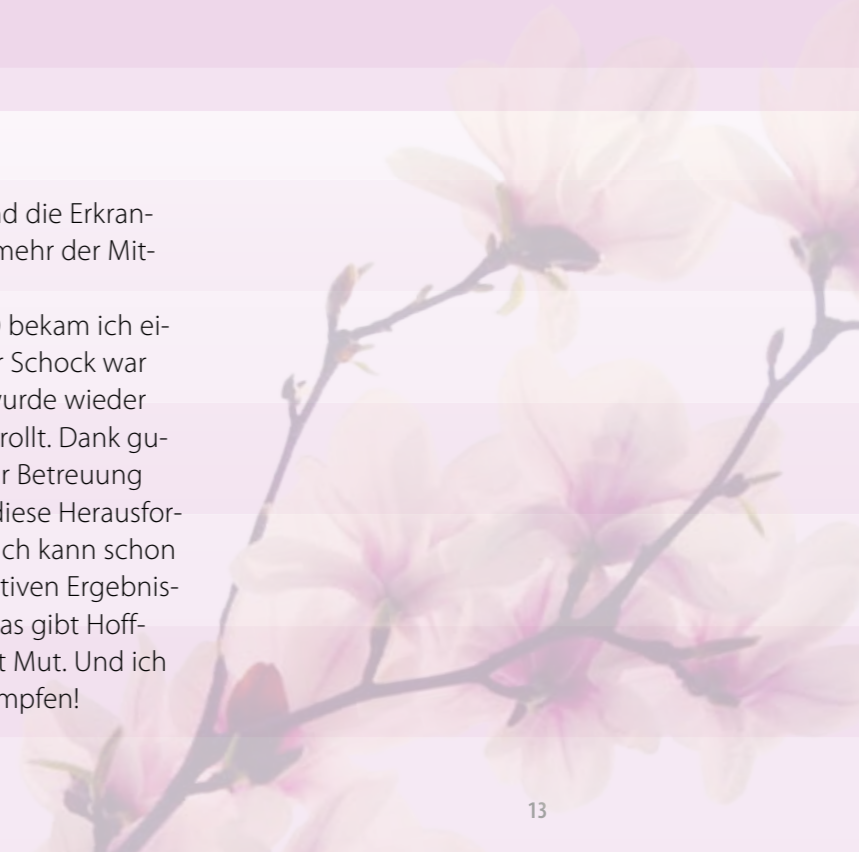 d die Erkran-
mehr der Mit-
bekam ich ei-
r Schock war
urde wieder
rollt. Dank gu-
r Betreuung
diese Herausfor-
ch kann schon
tiven Ergebnis-
as gibt Hoff-
t Mut. Und ich
mpfen!
13